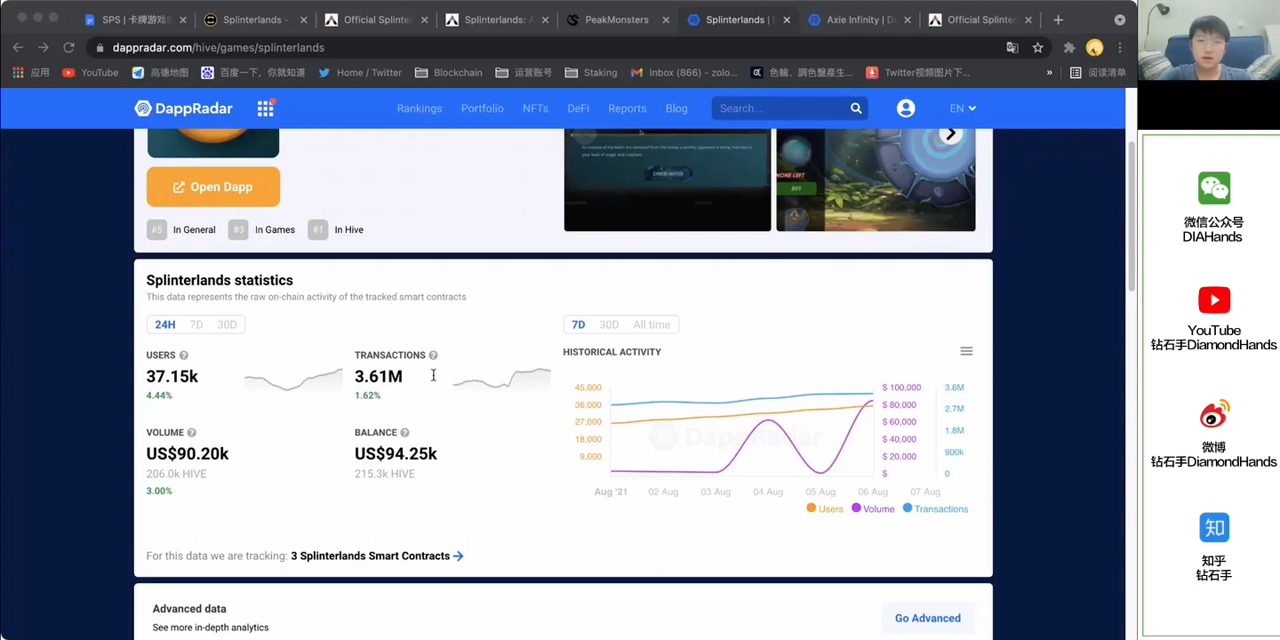 SPS | 卡牌游戏S
Splinterlands -
Official Splinter
Splinterlands: A
PeakMonsters
Splinterlands | D
Axie Infinity | Du
Official Splinter
dappradar.com/hive/games/splinterlands
应用
YouTube
高德地图
百度一下，你就知道
Home / Twitter
Blockchain
运营账号
Staking
Inbox (866) - zolo...
色輪、調色盤產生...
Twitter视频图片下...
»
阅读清单
DappRadar
Rankings
Portfolio
NFTs
DeFi
Reports
Blog
Search...
EN
Open Dapp
#5 In General
#3 In Games
#1 In Hive
NONE LEFT
BUY
Splinterlands statistics
This data represents the raw on-chain activity of the tracked smart contracts
24H 7D 30D
7D 30D All time
USERS
37.15k
4.44%
TRANSACTIONS
3.61M
1.62%
VOLUME
US$90.20k
206.0k HIVE
3.00%
BALANCE
US$94.25k
215.3k HIVE
HISTORICAL ACTIVITY
45,000
36,000
27,000
18,000
9,000
DappRadar
$ 100,000
$ 80,000
$ 60,000
$ 40,000
$ 20,000
$
3.6M
2.7M
1.8M
900k
0
Aug '21 02 Aug 03 Aug 04 Aug 05 Aug 06 Aug 07 Aug
Users Volume Transactions
For this data we are tracking: 3 Splinterlands Smart Contracts
Advanced data
See more in-depth analytics
Go Advanced
微信公众号
DIAHands
YouTube
钻石手DiamondHands
微博
钻石手DiamondHands
知
知乎
钻石手